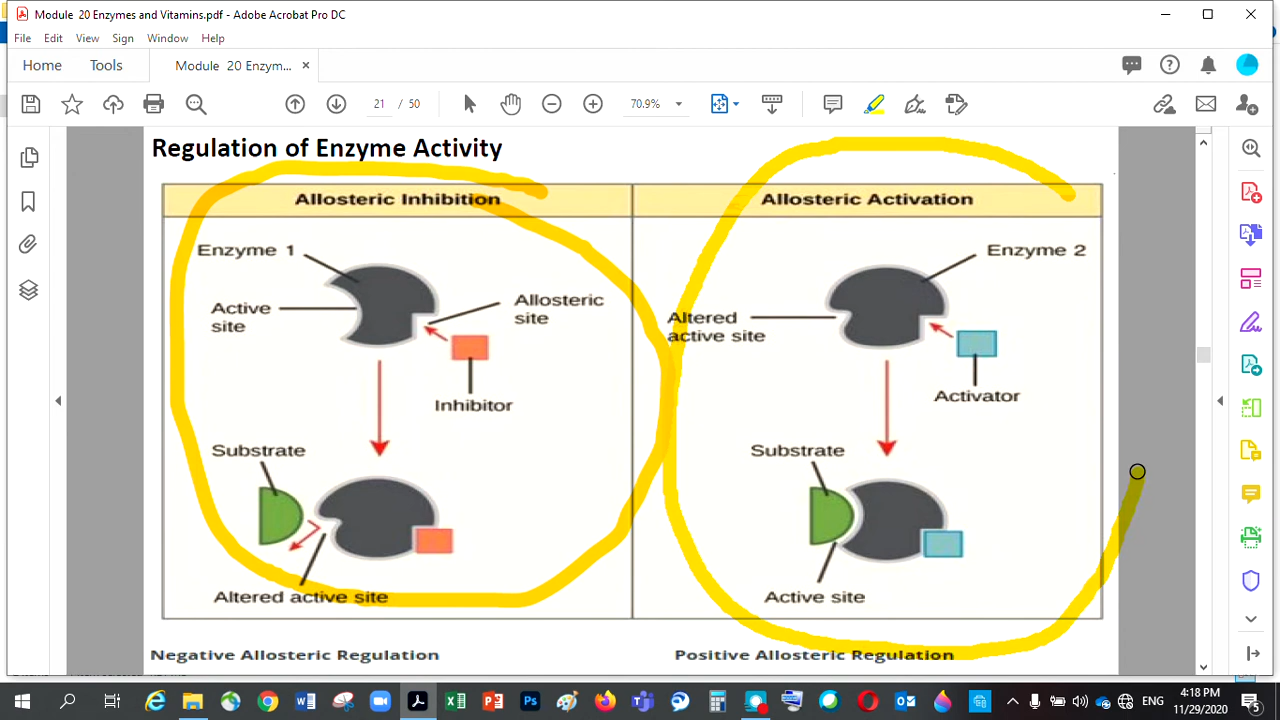 Module 20 Enzymes and Vitamins.pdf - Adobe Acrobat Pro DC
File Edit View Sign Window Help
Home Tools Module 20 Enzym... ×
21 / 50 70.9%
Regulation of Enzyme Activity
Allosteric Inhibition
Allosteric Activation
Enzyme 1
Active
site
Allosteric
site
Inhibitor
Substrate
Altered active site
Enzyme 2
Altered
active site
Activator
Substrate
Active site
Negative Allosteric Regulation
Positive Allosteric Regulation
ENG
4:18 PM
11/29/2020
5